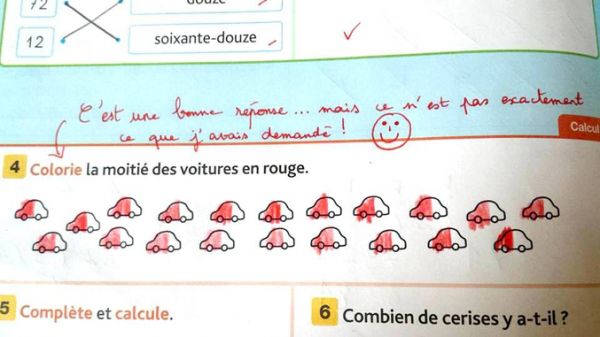 72
douze
12
soixante-douze
C'est une bonne réponse... mais ce n'est pas exactement
ce que j'avais demandé !
Calcul
4 Colorie la moitié des voitures en rouge.
5 Complète et calcule.
6 Combien de cerises y a-t-il ?